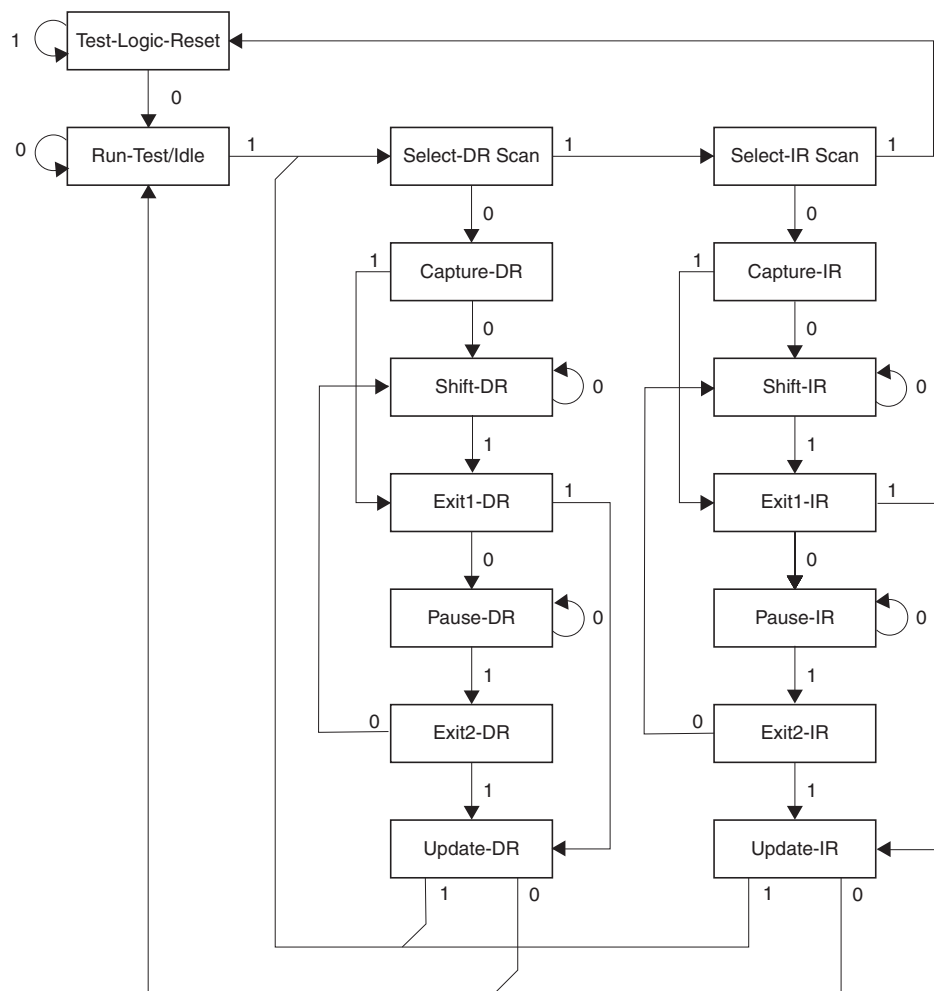 1 Test-Logic-Reset
0
0 Run-Test/Idle 1 Select-DR Scan 1 Select-IR Scan 1
0 0
1 Capture-DR 1 Capture-IR
0 0
Shift-DR 0 Shift-IR 0
1 1
Exit1-DR 1 Exit1-IR 1
0 0
Pause-DR 0 Pause-IR 0
1 1
0 Exit2-DR 0 Exit2-IR
1 1
Update-DR Update-IR
1 0 1 0